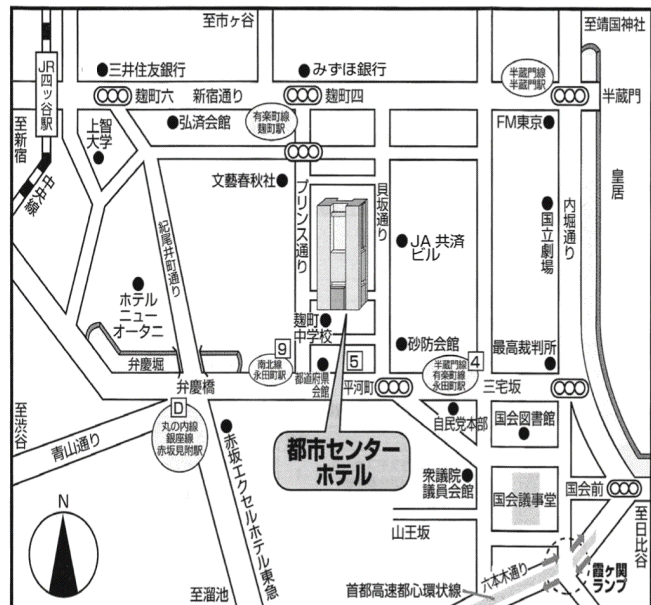 至市ヶ谷
至靖国神社
JR四ッ谷駅
三井住友銀行
みずほ銀行
半蔵門線
半蔵門駅
麹町六
新宿通り
麹町四
半蔵門
至新宿
上智
大学
弘済会館
有楽町線
麹町駅
FM東京
中央線
文藝春秋社
プリンス通り
貝坂通り
皇居
紀尾井町通り
国立劇場
内堀通り
JA 共済
ビル
ホテル
ニュー
オータニ
麹町
中学校
砂防会館
最高裁判所
弁慶堀
9
南北線
永田町駅
都道府県
会館
5
半蔵門線
有楽町線
永田町駅
4
弁慶橋
平河町
三宅坂
至渋谷
D
丸の内線
銀座線
赤坂見附駅
自民党本部
国会図書館
青山通り
赤坂エクセルホテル東急
都市センター
ホテル
衆議院
議員会館
国会議事堂
国会前
N
山王坂
至日比谷
六本木通り
霞ヶ関
ランプ
至溜池
首都高速都心環状線